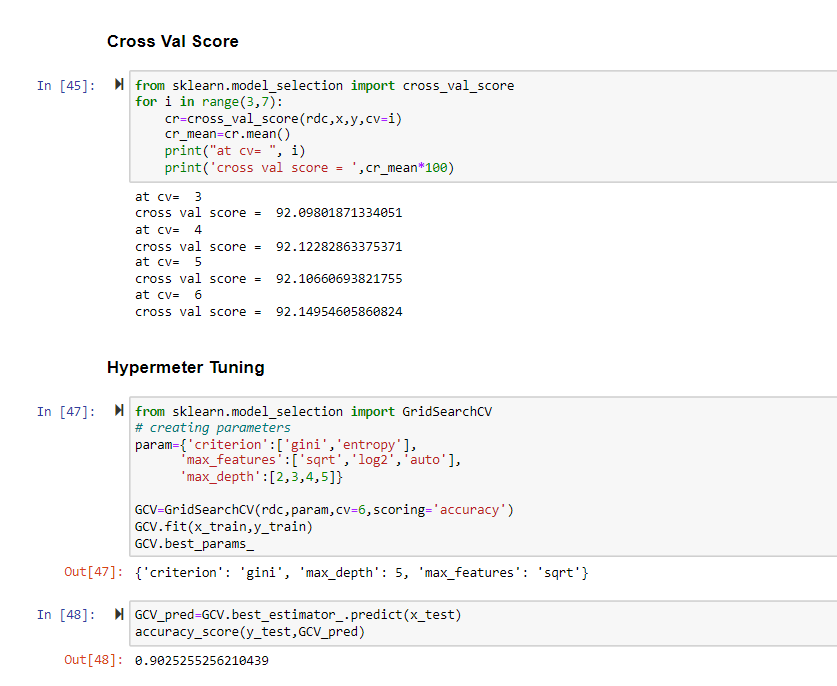 Cross Val Score
In [45]:
from sklearn.model_selection import cross_val_score
for i in range(3,7):
    cr=cross_val_score(rdc,x,y,cv=i)
    cr_mean=cr.mean()
    print("at cv= ", i)
    print('cross val score = ',cr_mean*100)
at cv=  3
cross val score =  92.09801871334051
at cv=  4
cross val score =  92.12282863375371
at cv=  5
cross val score =  92.10660693821755
at cv=  6
cross val score =  92.14954605860824
Hypermeter Tuning
In [47]:
from sklearn.model_selection import GridSearchCV
# creating parameters
param={'criterion':['gini','entropy'],
      'max_features':['sqrt','log2','auto'],
      'max_depth':[2,3,4,5]}
GCV=GridSearchCV(rdc,param,cv=6,scoring='accuracy')
GCV.fit(x_train,y_train)
GCV.best_params_
Out[47]: {'criterion': 'gini', 'max_depth': 5, 'max_features': 'sqrt'}
In [48]:
GCV_pred=GCV.best_estimator_.predict(x_test)
accuracy_score(y_test,GCV_pred)
Out[48]: 0.9025255256210439